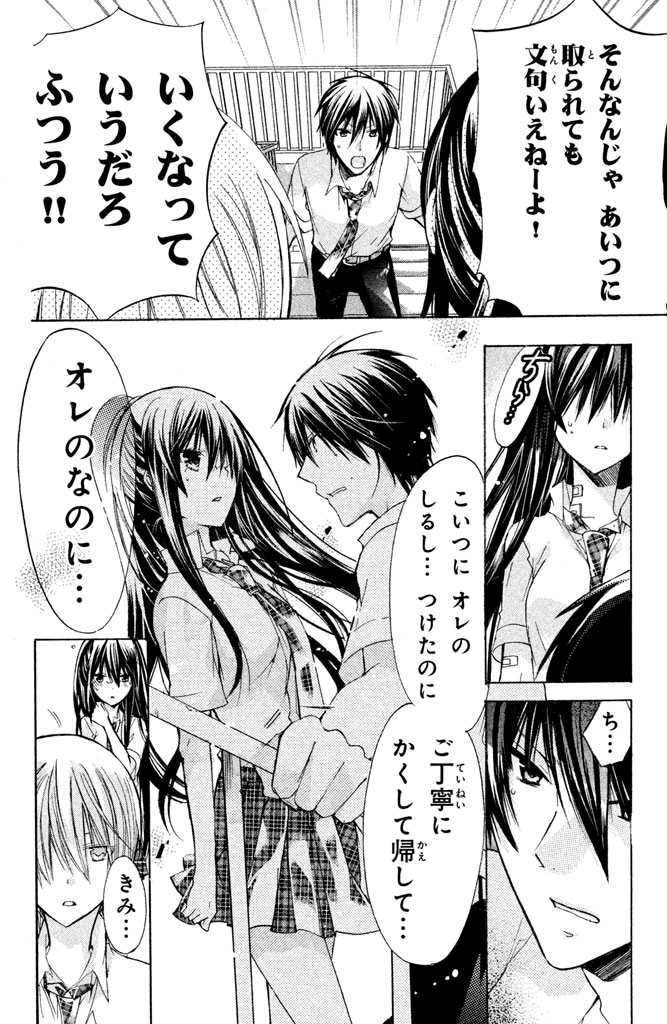 そんなんじゃ あいつに
取られても
文句いえねーよ！
いくなって
いうだろ
ふつう!!
ち…
こいつに オレの
しるし… つけたのに
ご丁寧に
かくして帰して…
オレのなのに…
きみ…